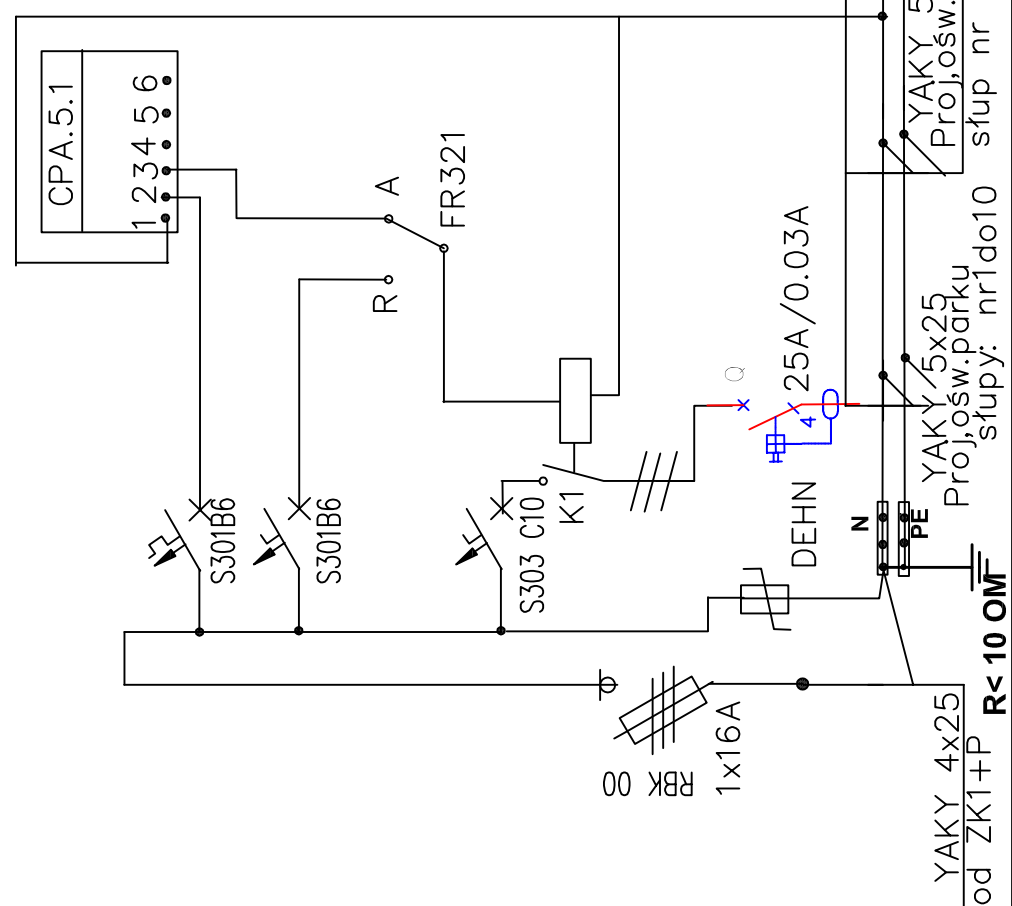 CPA.5.1
1 2 3 4 5 6
A
R
FR321
S301B6
S301B6
S303 C10
K1
Q
25A/0.03A
4
DEHN
N
PE
RBK 00
1x16A
YAKY 5
Proj,ośw.
słup nr
YAKY 5x25
Proj,ośw.parku
słupy: nr1do10
R< 10 OM
YAKY 4x25
od ZK1+P